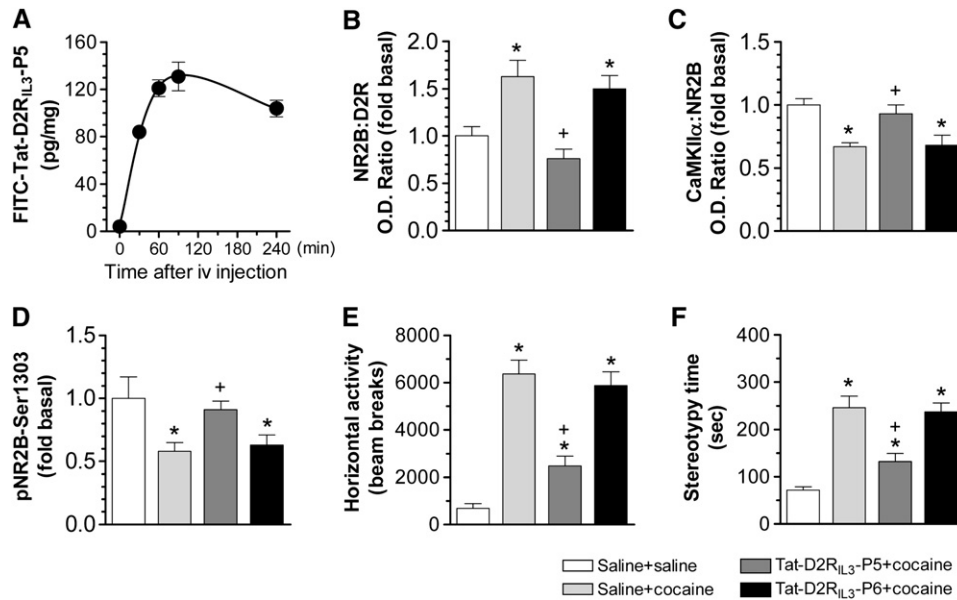 A
FITC-Tat-D2R_IL3-P5
(pg/mg)
160
120
80
40
0
0 60 120 180 240 (min)
Time after iv injection
B
NR2B:D2R
O.D. Ratio (fold basal)
2.0
1.5
1.0
0.5
0.0
*
+
*
C
CaMKIIα:NR2B
O.D. Ratio (fold basal)
1.5
1.0
0.5
0.0
*
+
*
D
pNR2B-Ser1303
(fold basal)
1.5
1.0
0.5
0.0
*
+
*
E
Horizontal activity
(beam breaks)
8000
6000
4000
2000
0
*
+
*
*
F
Stereotypy time
(sec)
400
300
200
100
0
*
+
*
*
Saline+saline
Saline+cocaine
Tat-D2R_IL3-P5+cocaine
Tat-D2R_IL3-P6+cocaine